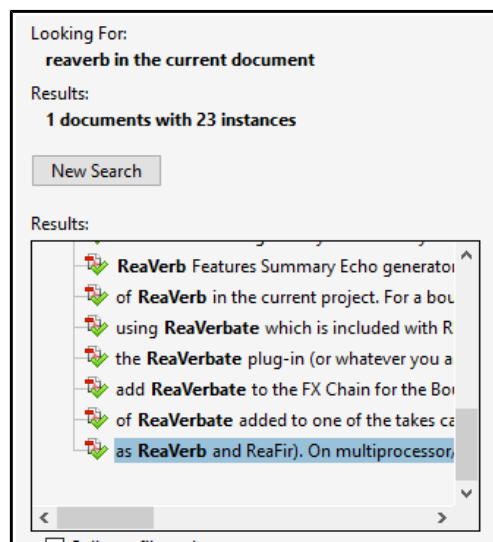 Looking For:
reaverb in the current document
Results:
1 documents with 23 instances
New Search
Results:
ReaVerb Features Summary Echo generator
of ReaVerb in the current project. For a bou
using ReaVerbate which is included with R
the ReaVerbate plug-in (or whatever you a
add ReaVerbate to the FX Chain for the Bo
of ReaVerbate added to one of the takes ca
as ReaVerb and ReaFir). On multiprocessor/